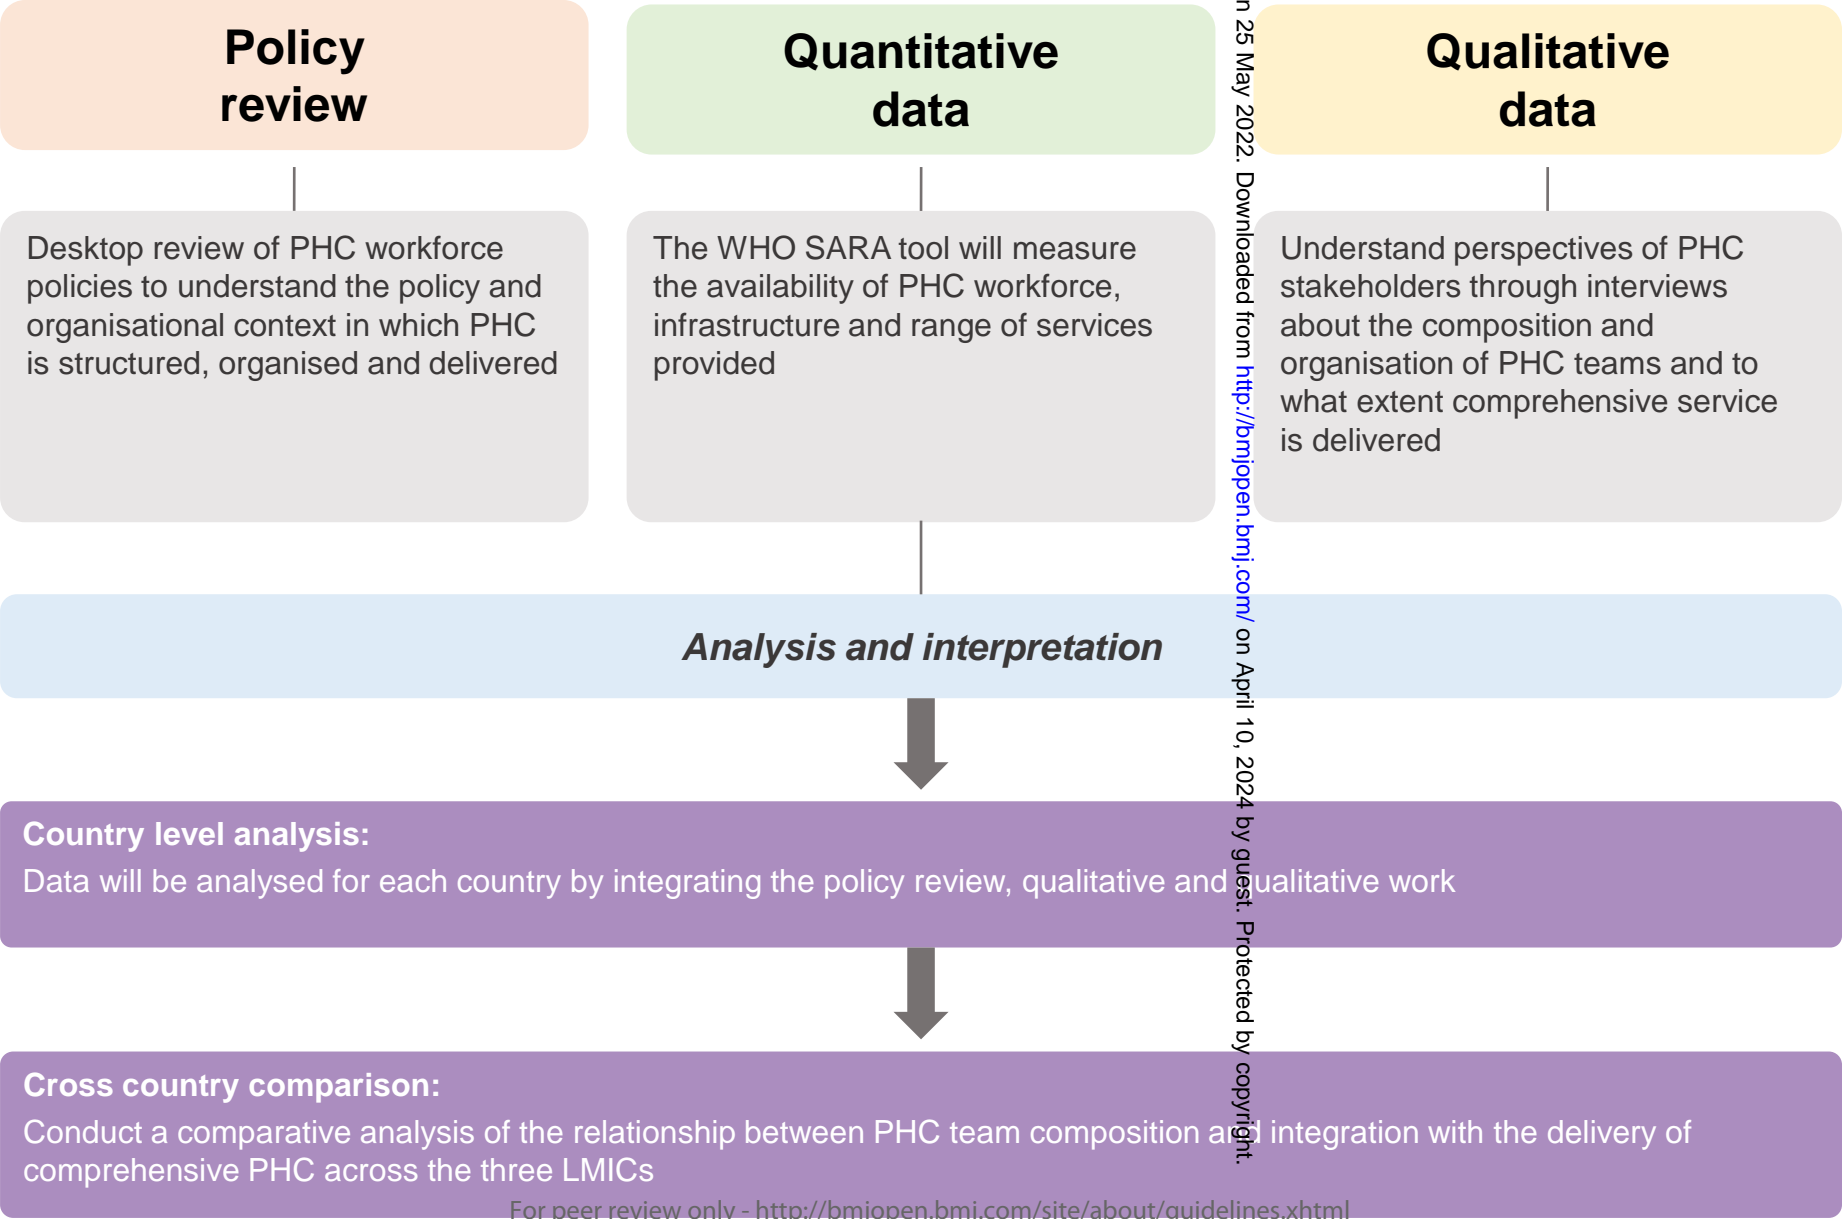 Policy
review
Quantitative
data
Qualitative
data
Desktop review of PHC workforce
policies to understand the policy and
organisational context in which PHC
is structured, organised and delivered
The WHO SARA tool will measure
the availability of PHC workforce,
infrastructure and range of services
provided
Understand perspectives of PHC
stakeholders through interviews
about the composition and
organisation of PHC teams and to
what extent comprehensive service
is delivered
Analysis and interpretation
Country level analysis:
Data will be analysed for each country by integrating the policy review, qualitative and qualitative work
Cross country comparison:
Conduct a comparative analysis of the relationship between PHC team composition and integration with the delivery of
comprehensive PHC across the three LMICs
For peer review only - http://bmjopen.bmj.com/site/about/guidelines.xhtml
25 May 2022. Downloaded from http://bmjopen.bmj.com/ on April 10, 2024 by guest. Protected by copyright.